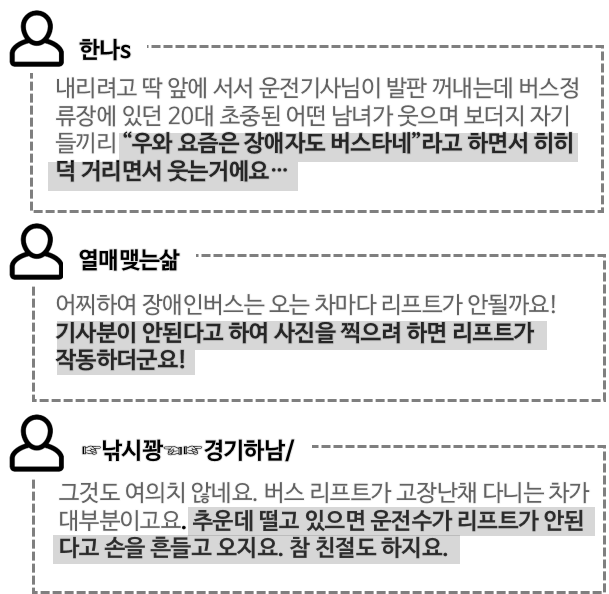 한나s
내리려고 딱 앞에 서서 운전기사님이 발판 꺼내는데 버스정
류장에 있던 20대 초중된 어떤 남녀가 웃으며 보더지 자기
들끼리 “우와 요즘은 장애자도 버스타네”라고 하면서 히히
덕 거리면서 웃는거에요…
열매맺는삶
어찌하여 장애인버스는 오는 차마다 리프트가 안될까요!
기사분이 안된다고 하여 사진을 찍으려 하면 리프트가
작동하더군요!
☞낚시꽝☜☞경기하남/
그것도 여의치 않네요. 버스 리프트가 고장난채 다니는 차가
대부분이고요. 추운데 떨고 있으면 운전수가 리프트가 안된
다고 손을 흔들고 오지요. 참 친절도 하지요.